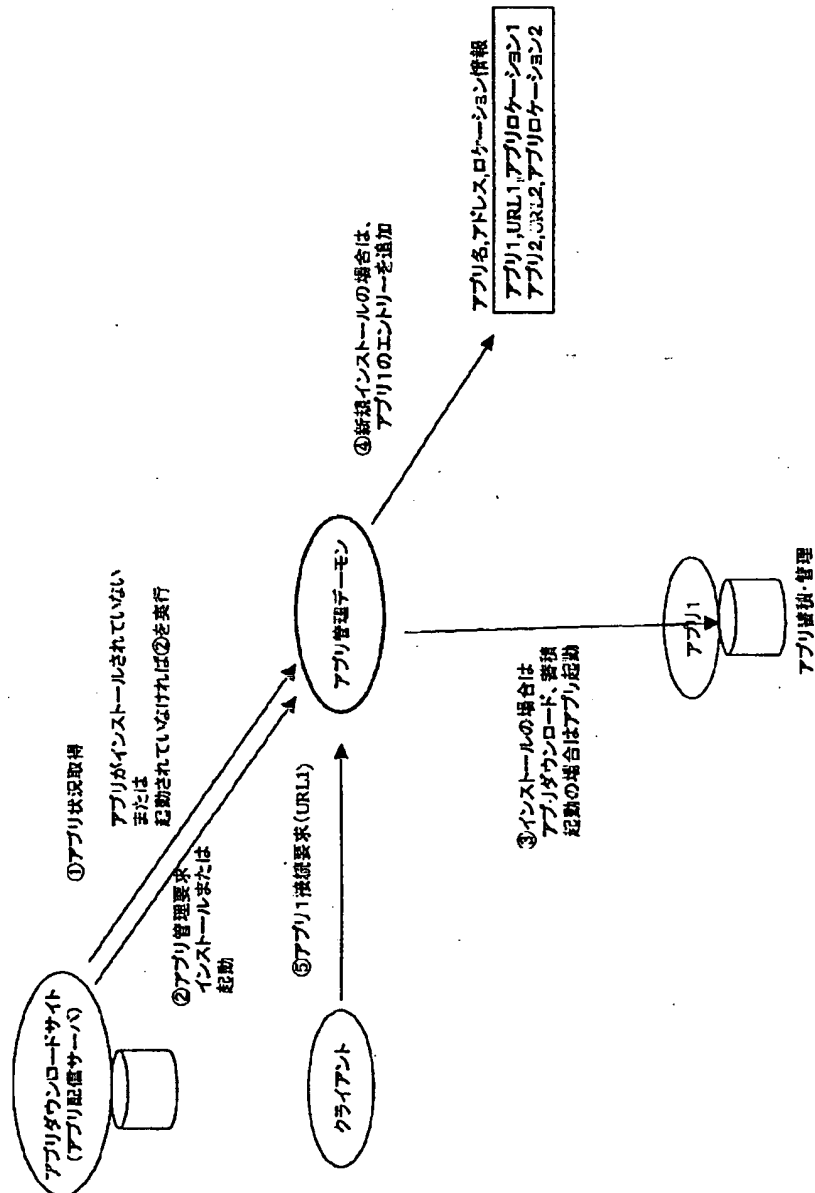 アプリダウンロードサイト
(アプリ配信サーバ)
①アプリ状況取得
アプリがインストールされていない
または
起動されていなければ②を実行
②アプリ管理要求
インストールまたは
起動
クライアント
⑤アプリ1接続要求(URL1)
アプリ管理デーモン
④新規インストールの場合は、
アプリ1のエントリーを追加
アプリ名,アドレス,ロケーション情報
アプリ1,URL1,アプリロケーション1
アプリ2,URL2,アプリロケーション2
③インストールの場合は
アプリダウンロード、蓄積
起動の場合はアプリ起動
アプリ1
アプリ蓄積・管理